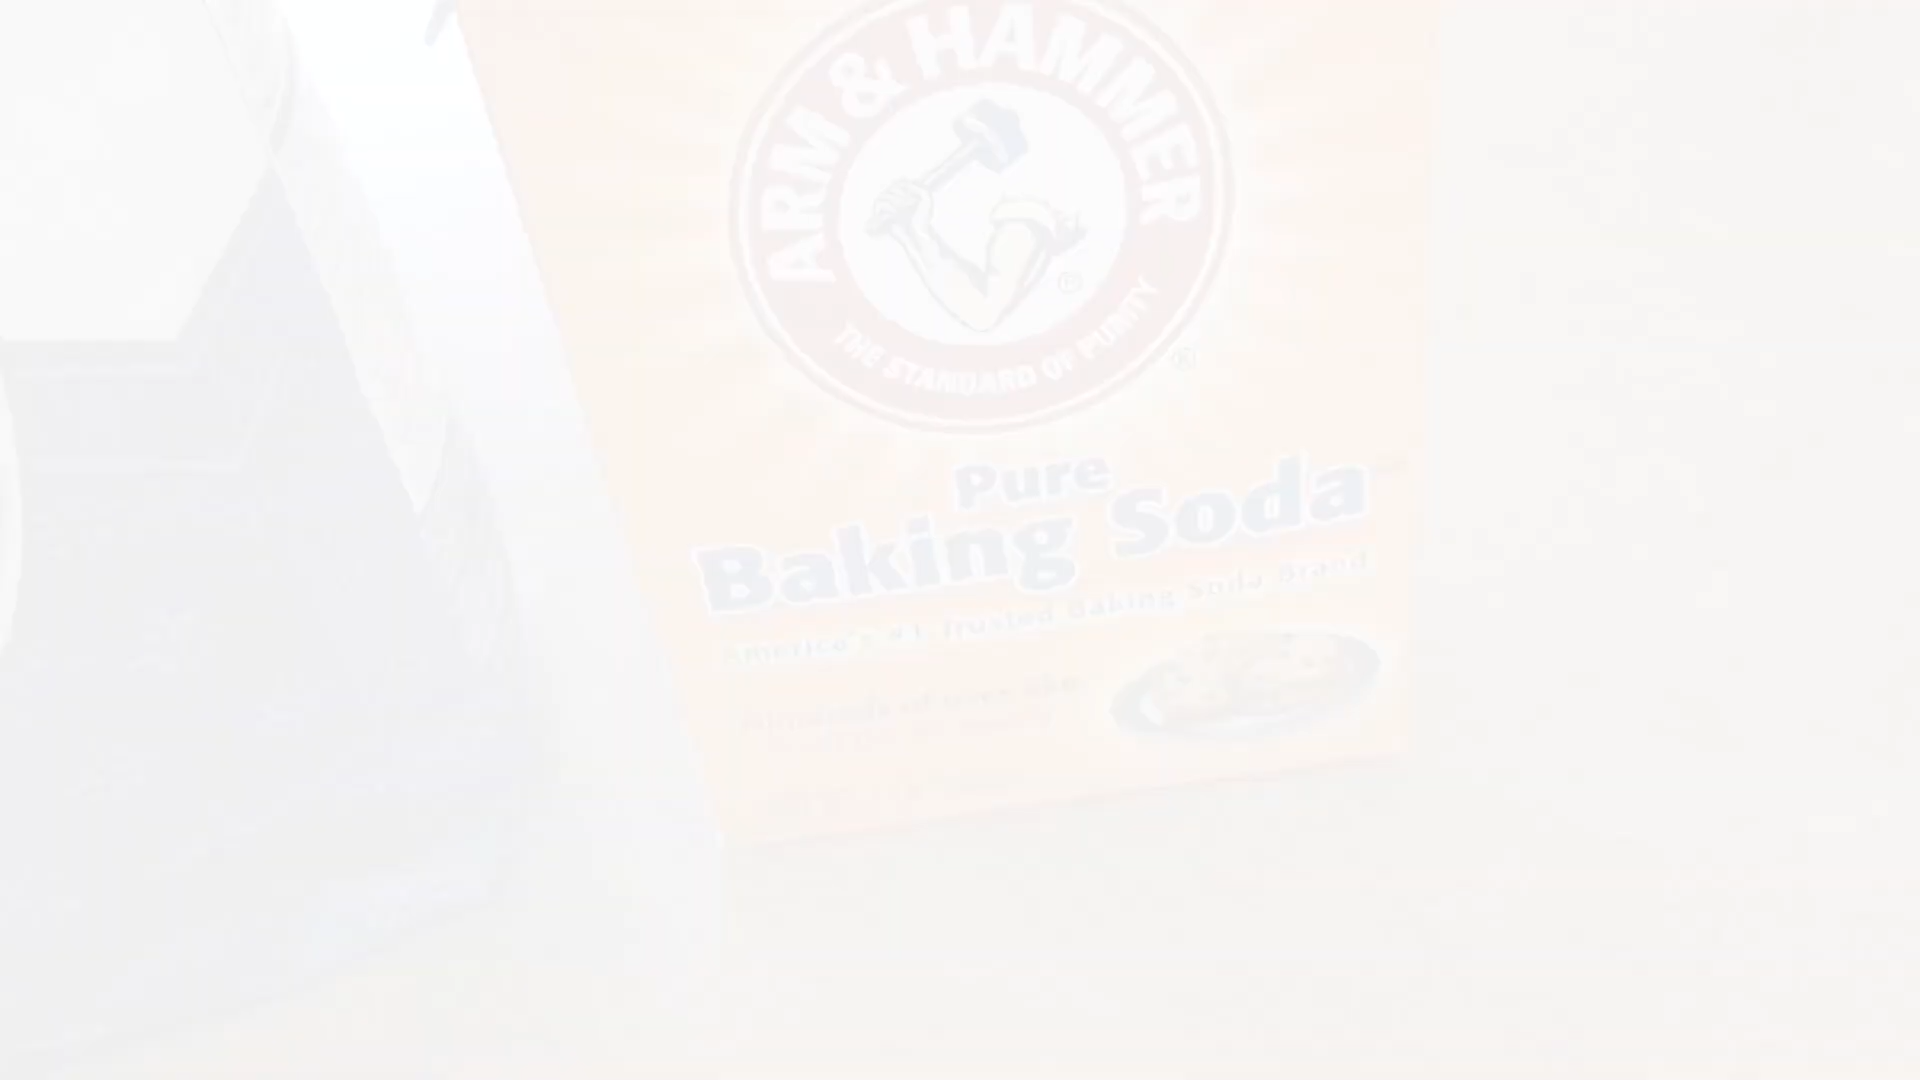 ARM & HAMMER
®
THE STANDARD OF PURITY
®
Pure
Baking Soda
America's #1 Trusted Baking Soda Brand